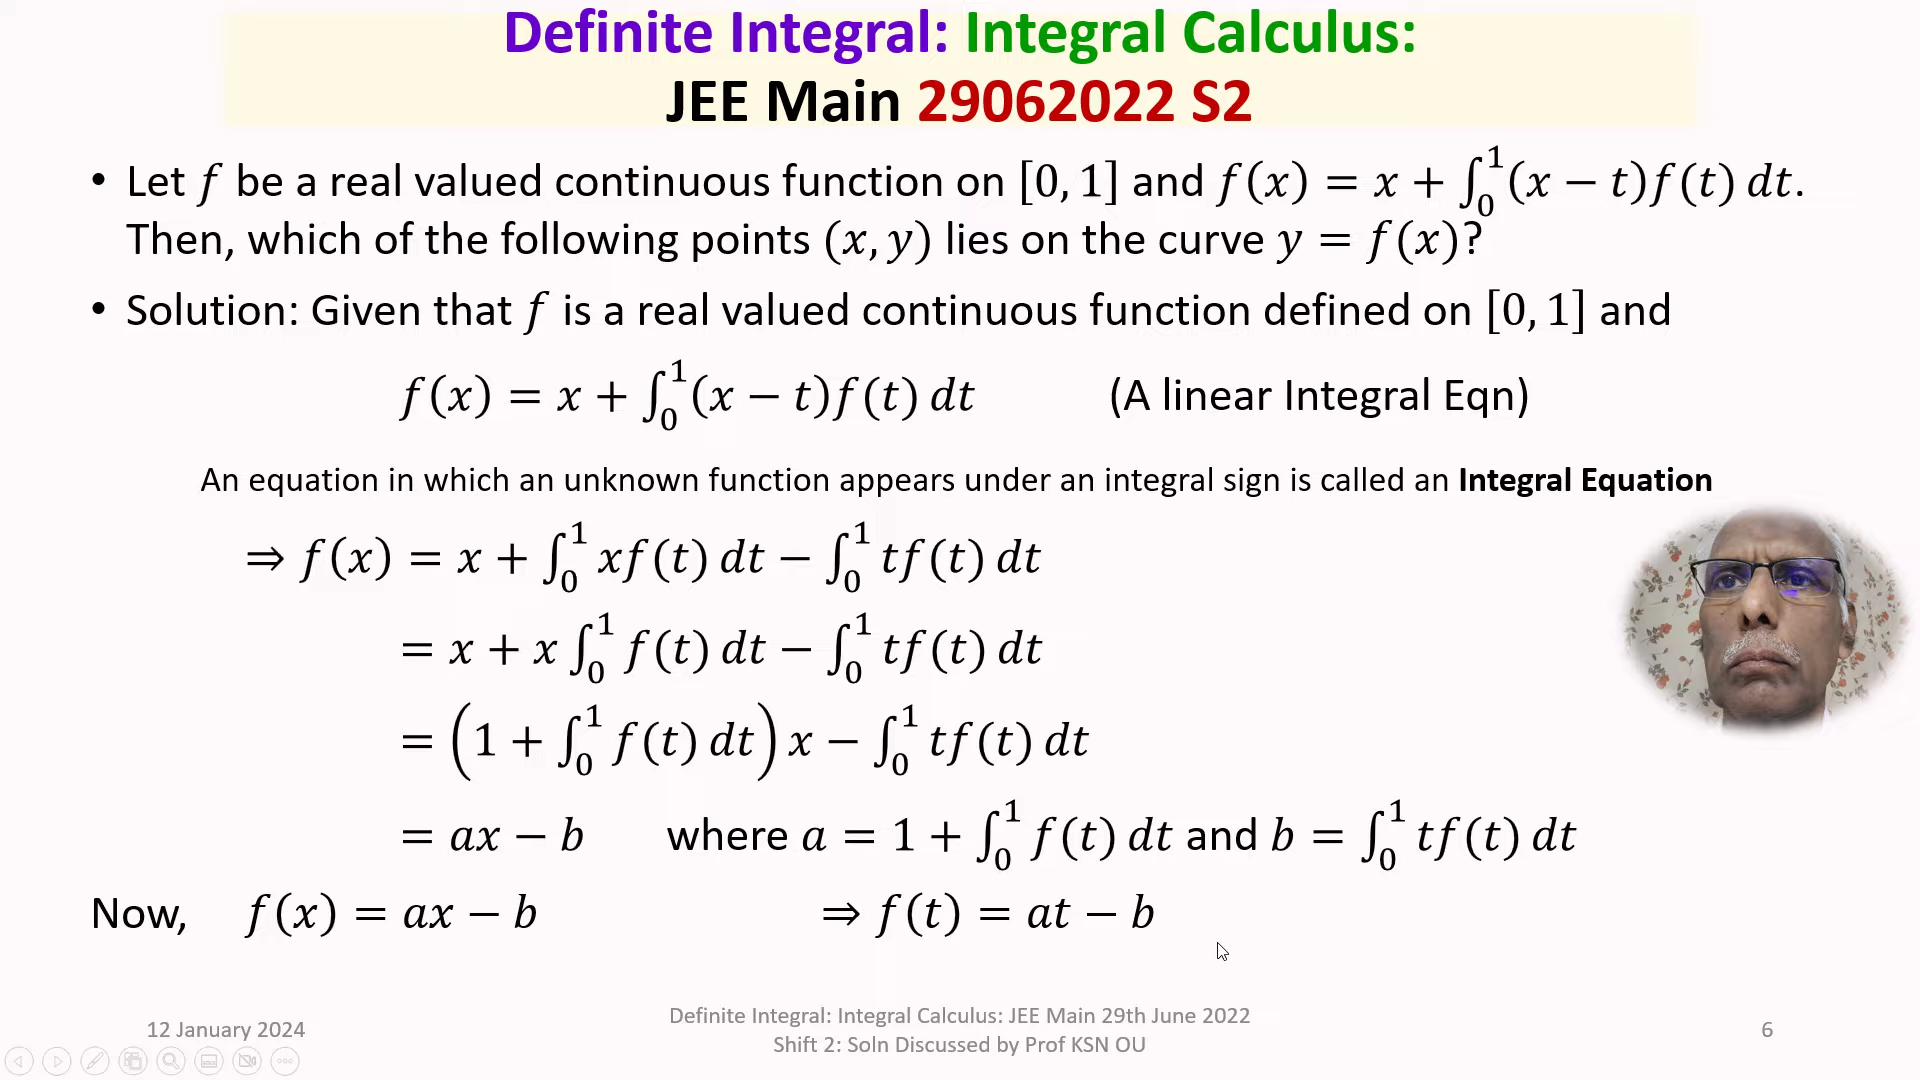 Definite Integral: Integral Calculus:
JEE Main 29062022 S2
• Let f be a real valued continuous function on [0, 1] and f(x) = x + ∫₀¹(x − t)f(t) dt.
Then, which of the following points (x, y) lies on the curve y = f(x)?
• Solution: Given that f is a real valued continuous function defined on [0, 1] and
f(x) = x + ∫₀¹(x − t)f(t) dt (A linear Integral Eqn)
An equation in which an unknown function appears under an integral sign is called an Integral Equation
⇒ f(x) = x + ∫₀¹ xf(t) dt − ∫₀¹ tf(t) dt
= x + x ∫₀¹ f(t) dt − ∫₀¹ tf(t) dt
= (1 + ∫₀¹ f(t) dt) x − ∫₀¹ tf(t) dt
= ax − b where a = 1 + ∫₀¹ f(t) dt and b = ∫₀¹ tf(t) dt
Now, f(x) = ax − b ⇒ f(t) = at − b
12 January 2024
Definite Integral: Integral Calculus: JEE Main 29th June 2022
Shift 2: Soln Discussed by Prof KSN OU
6